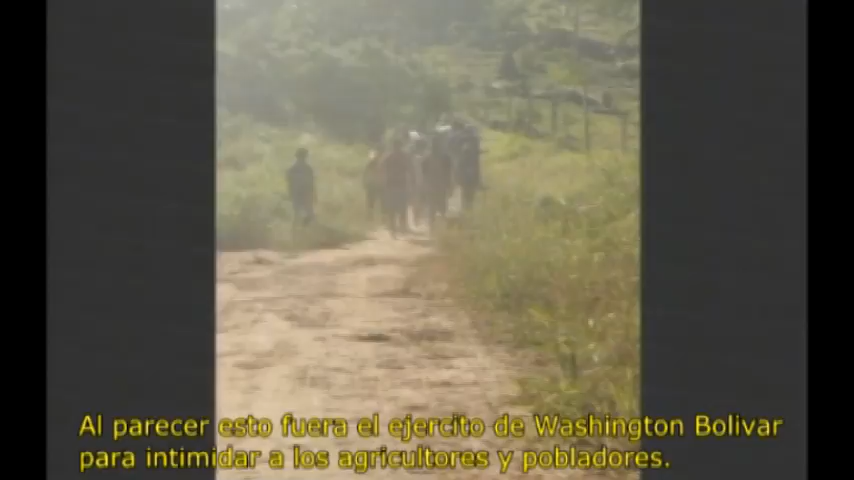 Al parecer esto fuera el ejercito de Washington Bolivar
para intimidar a los agricultores y pobladores.